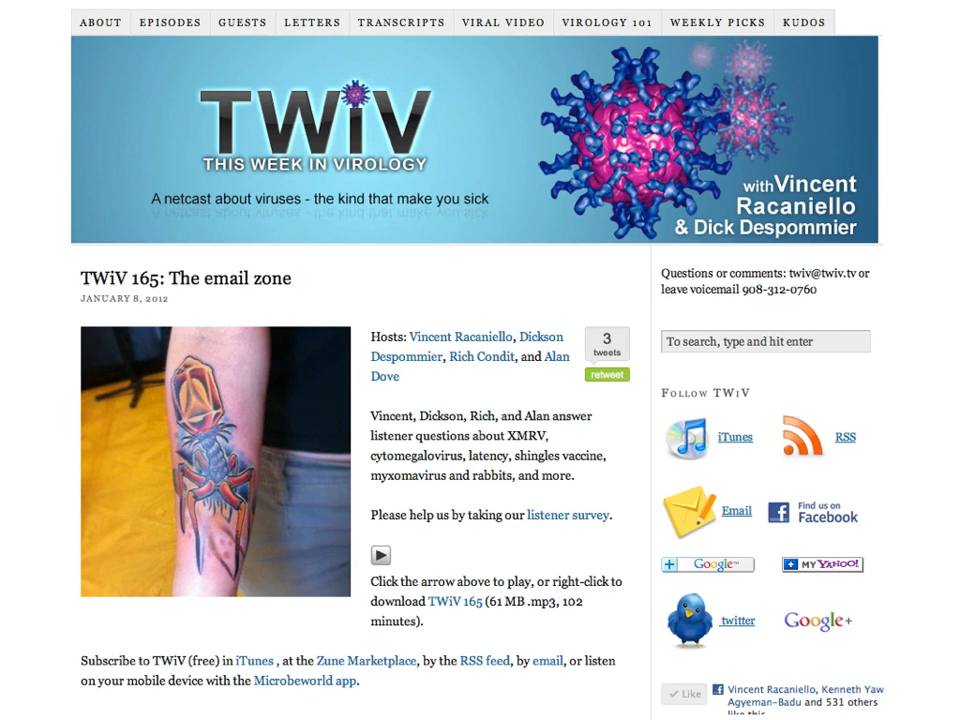 ABOUT EPISODES GUESTS LETTERS TRANSCRIPTS VIRAL VIDEO VIROLOGY 101 WEEKLY PICKS KUDOS
TWiV
THIS WEEK IN VIROLOGY
A netcast about viruses - the kind that make you sick
with Vincent
Racaniello
& Dick Despommier
TWiV 165: The email zone
JANUARY 8, 2012
Hosts: Vincent Racaniello, Dickson
Despommier, Rich Condit, and Alan
Dove
3
tweets
retweet
Vincent, Dickson, Rich, and Alan answer
listener questions about XMRV,
cytomegalovirus, latency, shingles vaccine,
myxomavirus and rabbits, and more.
Please help us by taking our listener survey.
Click the arrow above to play, or right-click to
download TWiV 165 (61 MB .mp3, 102
minutes).
Subscribe to TWiV (free) in iTunes , at the Zune Marketplace, by the RSS feed, by email, or listen
on your mobile device with the Microbeworld app.
Questions or comments: twiv@twiv.tv or
leave voicemail 908-312-0760
To search, type and hit enter
Follow TWiV
iTunes RSS
Email Find us on
Facebook
Google™ MY YAHOO!
twitter Google+
Like Vincent Racaniello, Kenneth Yaw
Agyeman-Badu and 531 others
like this